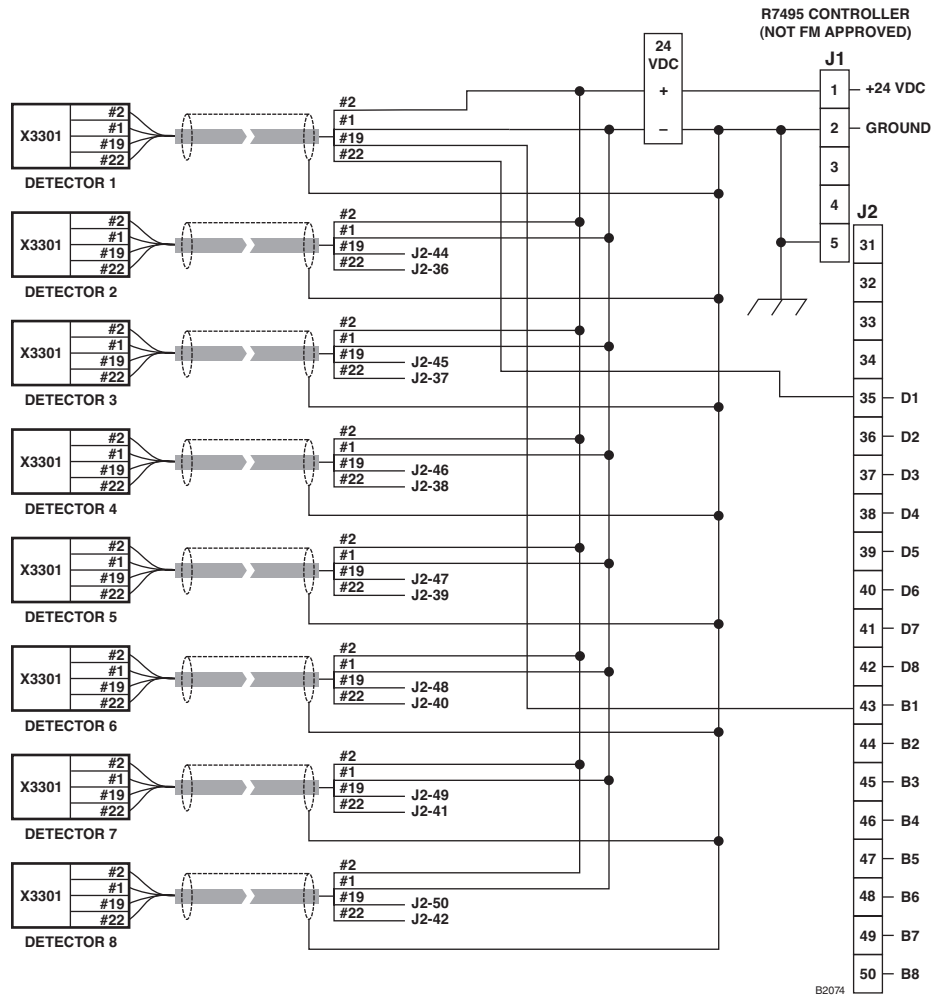 R7495 CONTROLLER
(NOT FM APPROVED)
24
VDC
+
–
J1
1
+24 VDC
2
GROUND
3
4
5
J2
31
32
33
34
35
D1
36
D2
37
D3
38
D4
39
D5
40
D6
41
D7
42
D8
43
B1
44
B2
45
B3
46
B4
47
B5
48
B6
49
B7
50
B8
X3301
#2
#1
#19
#22
DETECTOR 1
#2
#1
#19
#22
X3301
#2
#1
#19
#22
DETECTOR 2
#2
#1
#19
J2-44
#22
J2-36
X3301
#2
#1
#19
#22
DETECTOR 3
#2
#1
#19
J2-45
#22
J2-37
X3301
#2
#1
#19
#22
DETECTOR 4
#2
#1
#19
J2-46
#22
J2-38
X3301
#2
#1
#19
#22
DETECTOR 5
#2
#1
#19
J2-47
#22
J2-39
X3301
#2
#1
#19
#22
DETECTOR 6
#2
#1
#19
J2-48
#22
J2-40
X3301
#2
#1
#19
#22
DETECTOR 7
#2
#1
#19
J2-49
#22
J2-41
X3301
#2
#1
#19
#22
DETECTOR 8
#2
#1
#19
J2-50
#22
J2-42
B2074